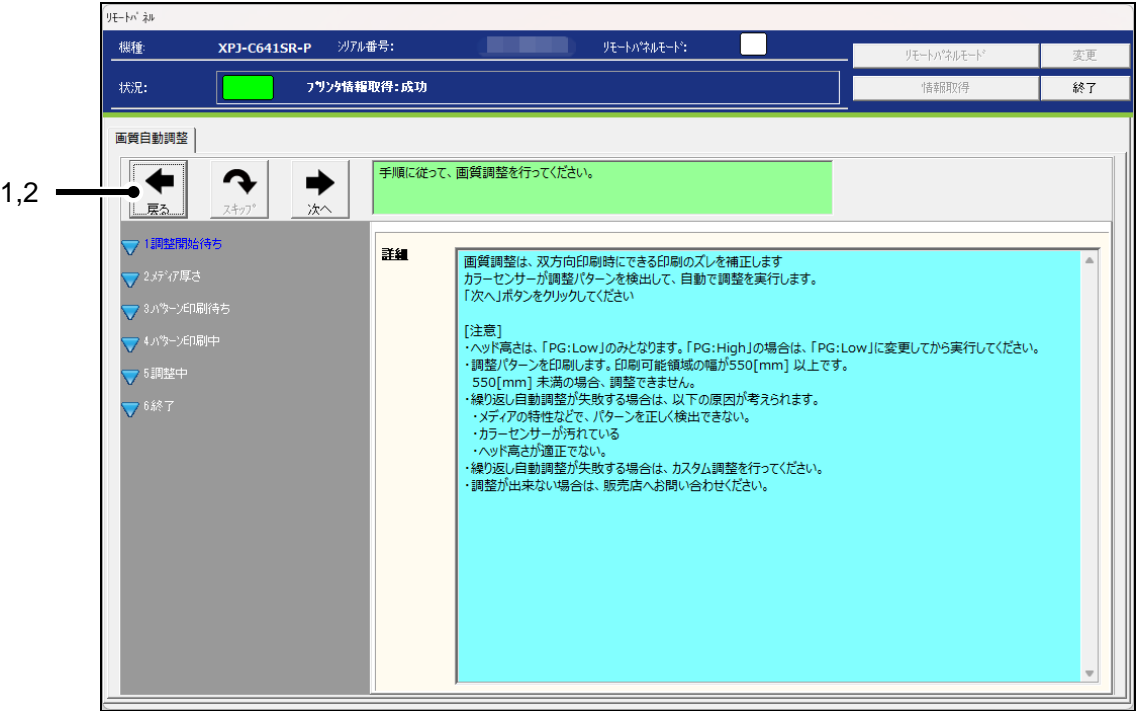 リモートパネル
機種: XPJ-C641SR-P シリアル番号: リモートパネルモード:
リモートパネルモード 変更
状況: プリンタ情報取得:成功
情報取得 終了
画質自動調整
1,2
戻る スキップ 次へ
手順に従って、画質調整を行ってください。
1調整開始待ち
2メディア厚さ
3パターン印刷待ち
4パターン印刷中
5調整中
6終了
詳細
画質調整は、双方向印刷時にできる印刷のズレを補正します
カラーセンサーが調整パターンを検出して、自動で調整を実行します。
「次へ」ボタンをクリックしてください
[注意]
・ヘッド高さは、「PG:Low」のみとなります。「PG:High」の場合は、「PG:Low」に変更してから実行してください。
・調整パターンを印刷します。印刷可能領域の幅が550[mm] 以上です。
550[mm] 未満の場合、調整できません。
・繰り返し自動調整が失敗する場合は、以下の原因が考えられます。
・メディアの特性などで、パターンを正しく検出できない。
・カラーセンサーが汚れている
・ヘッド高さが適正でない。
・繰り返し自動調整が失敗する場合は、カスタム調整を行ってください。
・調整が出来ない場合は、販売店へお問い合わせください。